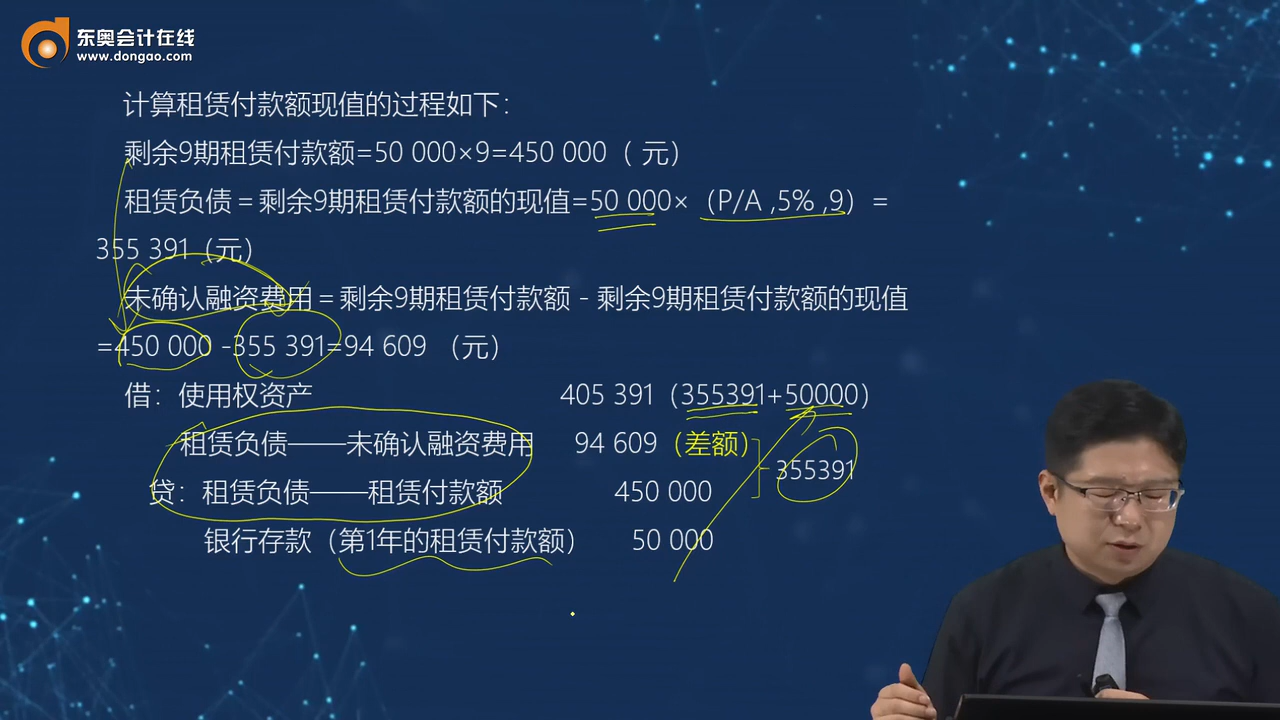 东奥会计在线
www.dongao.com
计算租赁付款额现值的过程如下：
剩余9期租赁付款额=50 000×9=450 000（ 元）
租赁负债＝剩余9期租赁付款额的现值=50 000×（P/A ,5% ,9）＝
355 391（元）
未确认融资费用＝剩余9期租赁付款额－剩余9期租赁付款额的现值
=450 000 -355 391=94 609 （元）
借：使用权资产 405 391（355391+50000）
租赁负债——未确认融资费用 94 609（差额）
355391
贷：租赁负债——租赁付款额 450 000
银行存款（第1年的租赁付款额） 50 000